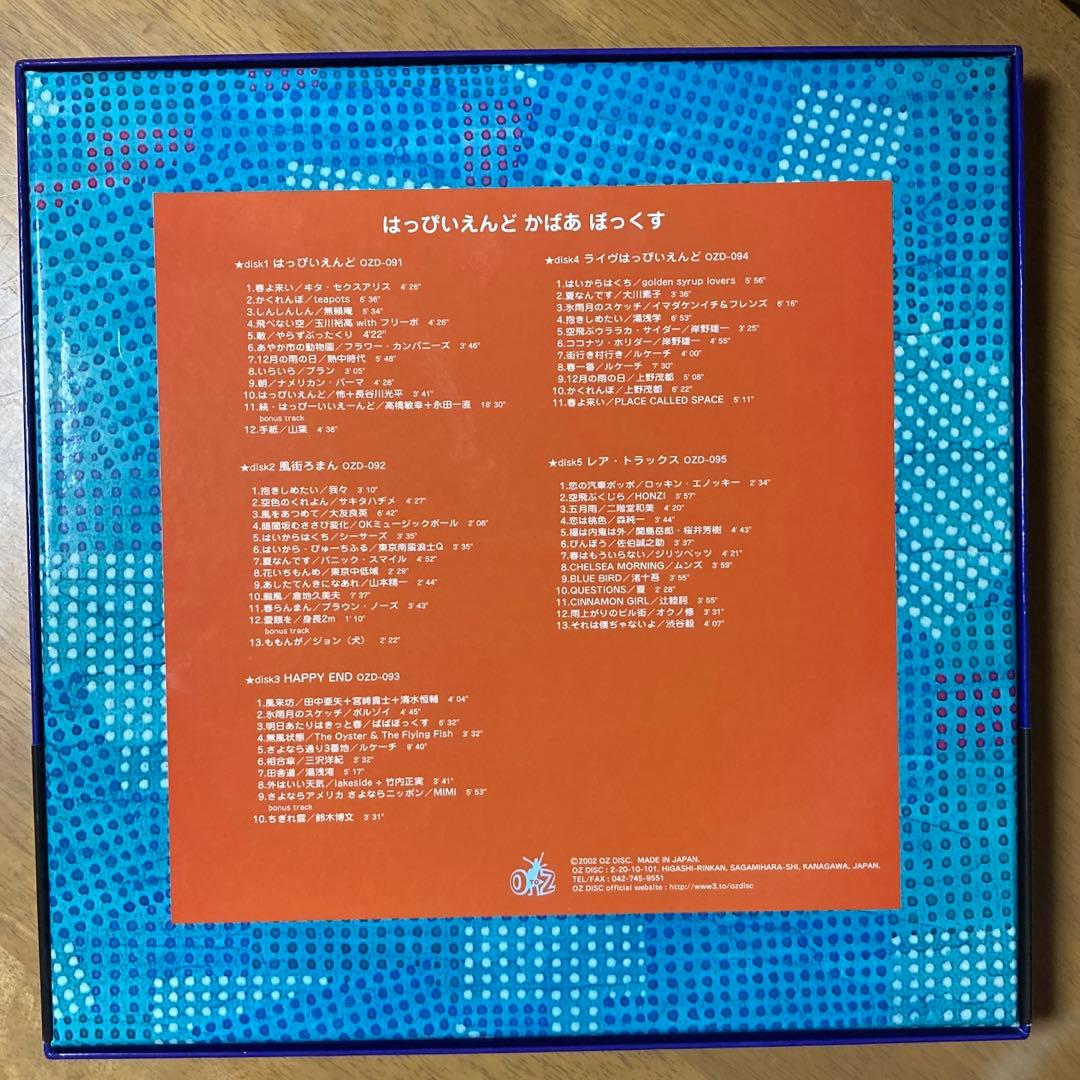 はっぴいえんど かばあ ぼっくす
★disk1 はっぴいえんど OZD-091
1.春よ来い／キタ・セクスアリス 4' 26"
2.かくれんぼ／teapots 6' 36"
3.しんしんしん／無頼庵 5' 34"
4.飛べない空／玉川裕高 with フリーボ 4' 26"
5.敵／やらずぶったくり 4'22"
6.あやか市の動物園／フラワー・カンパニーズ 3' 46"
7.12月の雨の日／熱中時代 5' 48"
8.いらいら／プラン 3' 05"
9.朝／ナメリカン・バーマ 4' 28"
10.はっぴいえんど／怖＋長谷川光平 3' 41"
11.続・はっぴーいいえーんど／高橋敏幸＋永田一直 18' 30"
bonus track
12.手紙／山葉 4' 38"
★disk2 風街ろまん OZD-092
1.抱きしめたい／我々 3' 10"
2.空色のくれよん／サキタハヂメ 4' 27"
3.風をあつめて／大友良英 6' 42"
4.暗闇坂むささび変化／OKミュージックボール 2' 08"
5.はいからはくち／シーサーズ 3' 35"
6.はいから・びゅーちふる／東京南蛮浪士Q 3' 35"
7.夏なんです／パニック・スマイル 4' 52"
8.花いちもんめ／東京中低域 2' 29"
9.あしたてんきになあれ／山本精一 2' 44"
10.颱風／倉地久美夫 7' 37"
11.春らんまん／ブラウン・ノーズ 3' 43"
12.愛餓を／身長2m 1' 10"
bonus track
13.ももんが／ジョン（犬） 2' 22"
★disk3 HAPPY END OZD-093
1.風来坊／田中亜矢＋宮崎貴士＋清水恒輔 4' 04"
2.氷雨月のスケッチ／ボルゾイ 4' 45"
3.明日あたりはきっと春／ぱぱぼっくす 6' 32"
4.無風状態／The Oyster & The Flying Fish 3' 32"
5.さよなら通り3番地／ルケーチ 9' 40"
6.相合傘／三沢洋紀 3' 32"
7.田舎道／湯浅湾 5' 17"
8.外はいい天気／lakeside + 竹内正実 3' 41"
9.さよならアメリカ さよならニッポン／MIMI 5' 53"
bonus track
10.ちぎれ雲／鈴木博文 3' 31"
★disk4 ライヴはっぴいえんど OZD-094
1.はいからはくち／golden syrup lovers 5' 56"
2.夏なんです／大川素子 3' 36"
3.氷雨月のスケッチ／イマダケンイチ＆フレンズ 6' 16"
4.抱きしめたい／湯浅学 6' 53"
5.空飛ぶウララカ・サイダー／岸野雄一 3' 25"
6.ココナツ・ホリダー／岸野雄一 4' 55"
7.街行き村行き／ルケーチ 4' 00"
8.春一番／ルケーチ 7' 30"
9.12月の雨の日／上野茂都 5' 08"
10.かくれんぼ／上野茂都 6' 22"
11.春よ来い／PLACE CALLED SPACE 5' 11"
★disk5 レア・トラックス OZD-095
1.恋の汽車ポッポ／ロッキン・エノッキー 2' 34"
2.空飛ぶくじら／HONZI 3' 57"
3.五月雨／二階堂和美 4' 20"
4.恋は桃色／森純一 3' 44"
5.福は内鬼は外／関島岳郎・桜井芳樹 4' 43"
6.びんぼう／佐伯誠之助 3' 37"
7.春はもういらない／ジリツベッツ 4' 21"
8.CHELSEA MORNING／ムンズ 3' 59"
9.BLUE BIRD／渚十吾 3' 55"
10.QUESTIONS／夏 2' 28"
11.CINNAMON GIRL／辻睦詞 3' 55"
12.雨上がりのビル街／オクノ修 3' 31"
13.それは僕ぢゃないよ／渋谷毅 4' 07"
O TO Z
©2002 OZ DISC. MADE IN JAPAN.
OZ DISC : 2-20-10-101, HIGASHI-RINKAN, SAGAMIHARA-SHI, KANAGAWA, JAPAN.
TEL/FAX : 042-745-9551
OZ DISC official website : http://www3.to/ozdisc